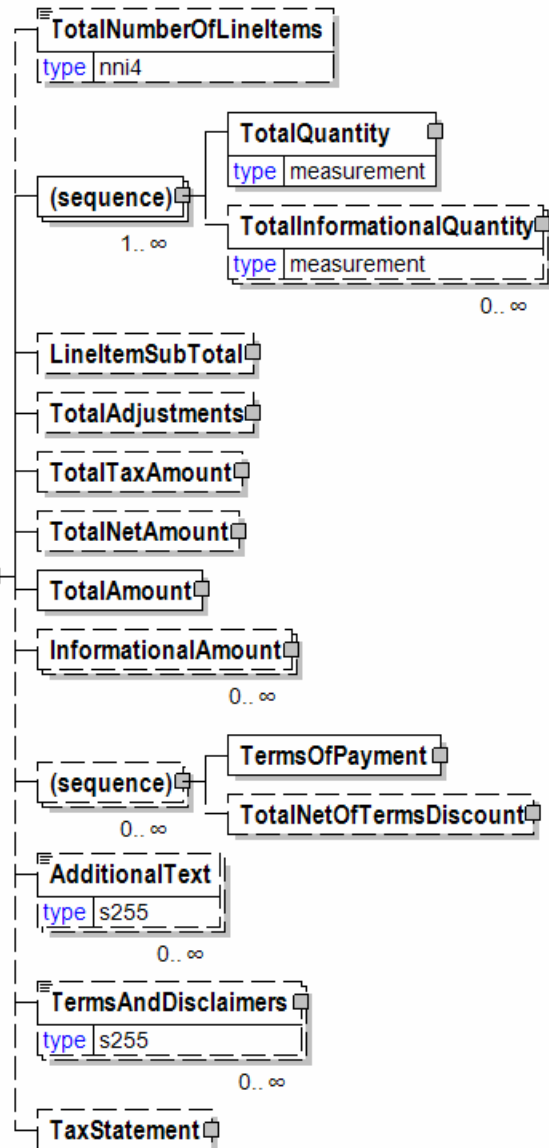 TotalNumberOfLineItems
type nni4
TotalQuantity
type measurement
(sequence)
1.. ∞
TotalInformationalQuantity
type measurement
0.. ∞
LineItemSubTotal
TotalAdjustments
TotalTaxAmount
TotalNetAmount
TotalAmount
InformationalAmount
0.. ∞
TermsOfPayment
(sequence)
0.. ∞
TotalNetOfTermsDiscount
AdditionalText
type s255
0.. ∞
TermsAndDisclaimers
type s255
0.. ∞
TaxStatement